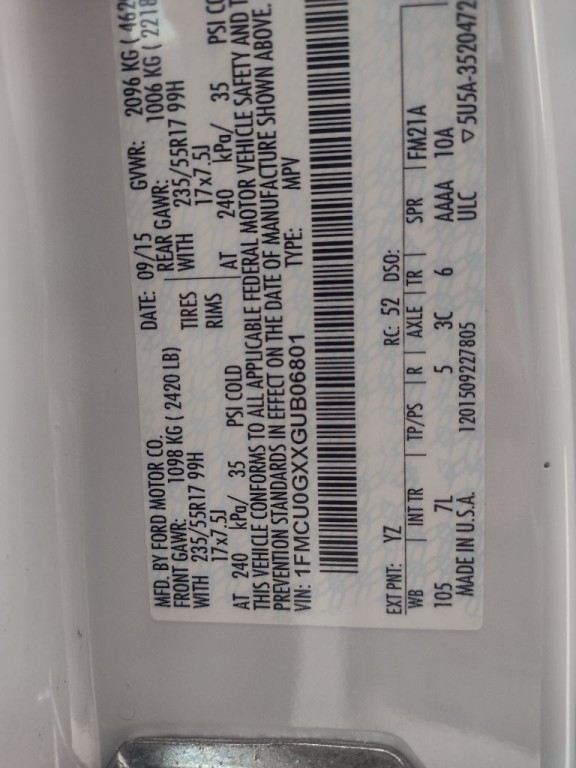 MFD. BY FORD MOTOR CO.
DATE: 09/15 GVWR: 2096 KG ( 462
FRONT GAWR: 1098 KG ( 2420 LB) REAR GAWR: 1006 KG ( 2218
WITH 235/55R17 99H TIRES WITH 235/55R17 99H
17x7.5J RIMS 17x7.5J
AT 240 kPa/ 35 PSI COLD AT 240 kPa/ 35 PSI C
THIS VEHICLE CONFORMS TO ALL APPLICABLE FEDERAL MOTOR VEHICLE SAFETY AND T
PREVENTION STANDARDS IN EFFECT ON THE DATE OF MANUFACTURE SHOWN ABOVE.
VIN: 1FMCU0GXXGUB06801 TYPE: MPV
EXT PNT: YZ RC: 52 DSO:
WB INT TR TP/PS R AXLE TR SPR FM21A
105 7L 5 3C 6 AAAA 10A
MADE IN U.S.A. 1201509227805 ULC ▽5U5A-3520472